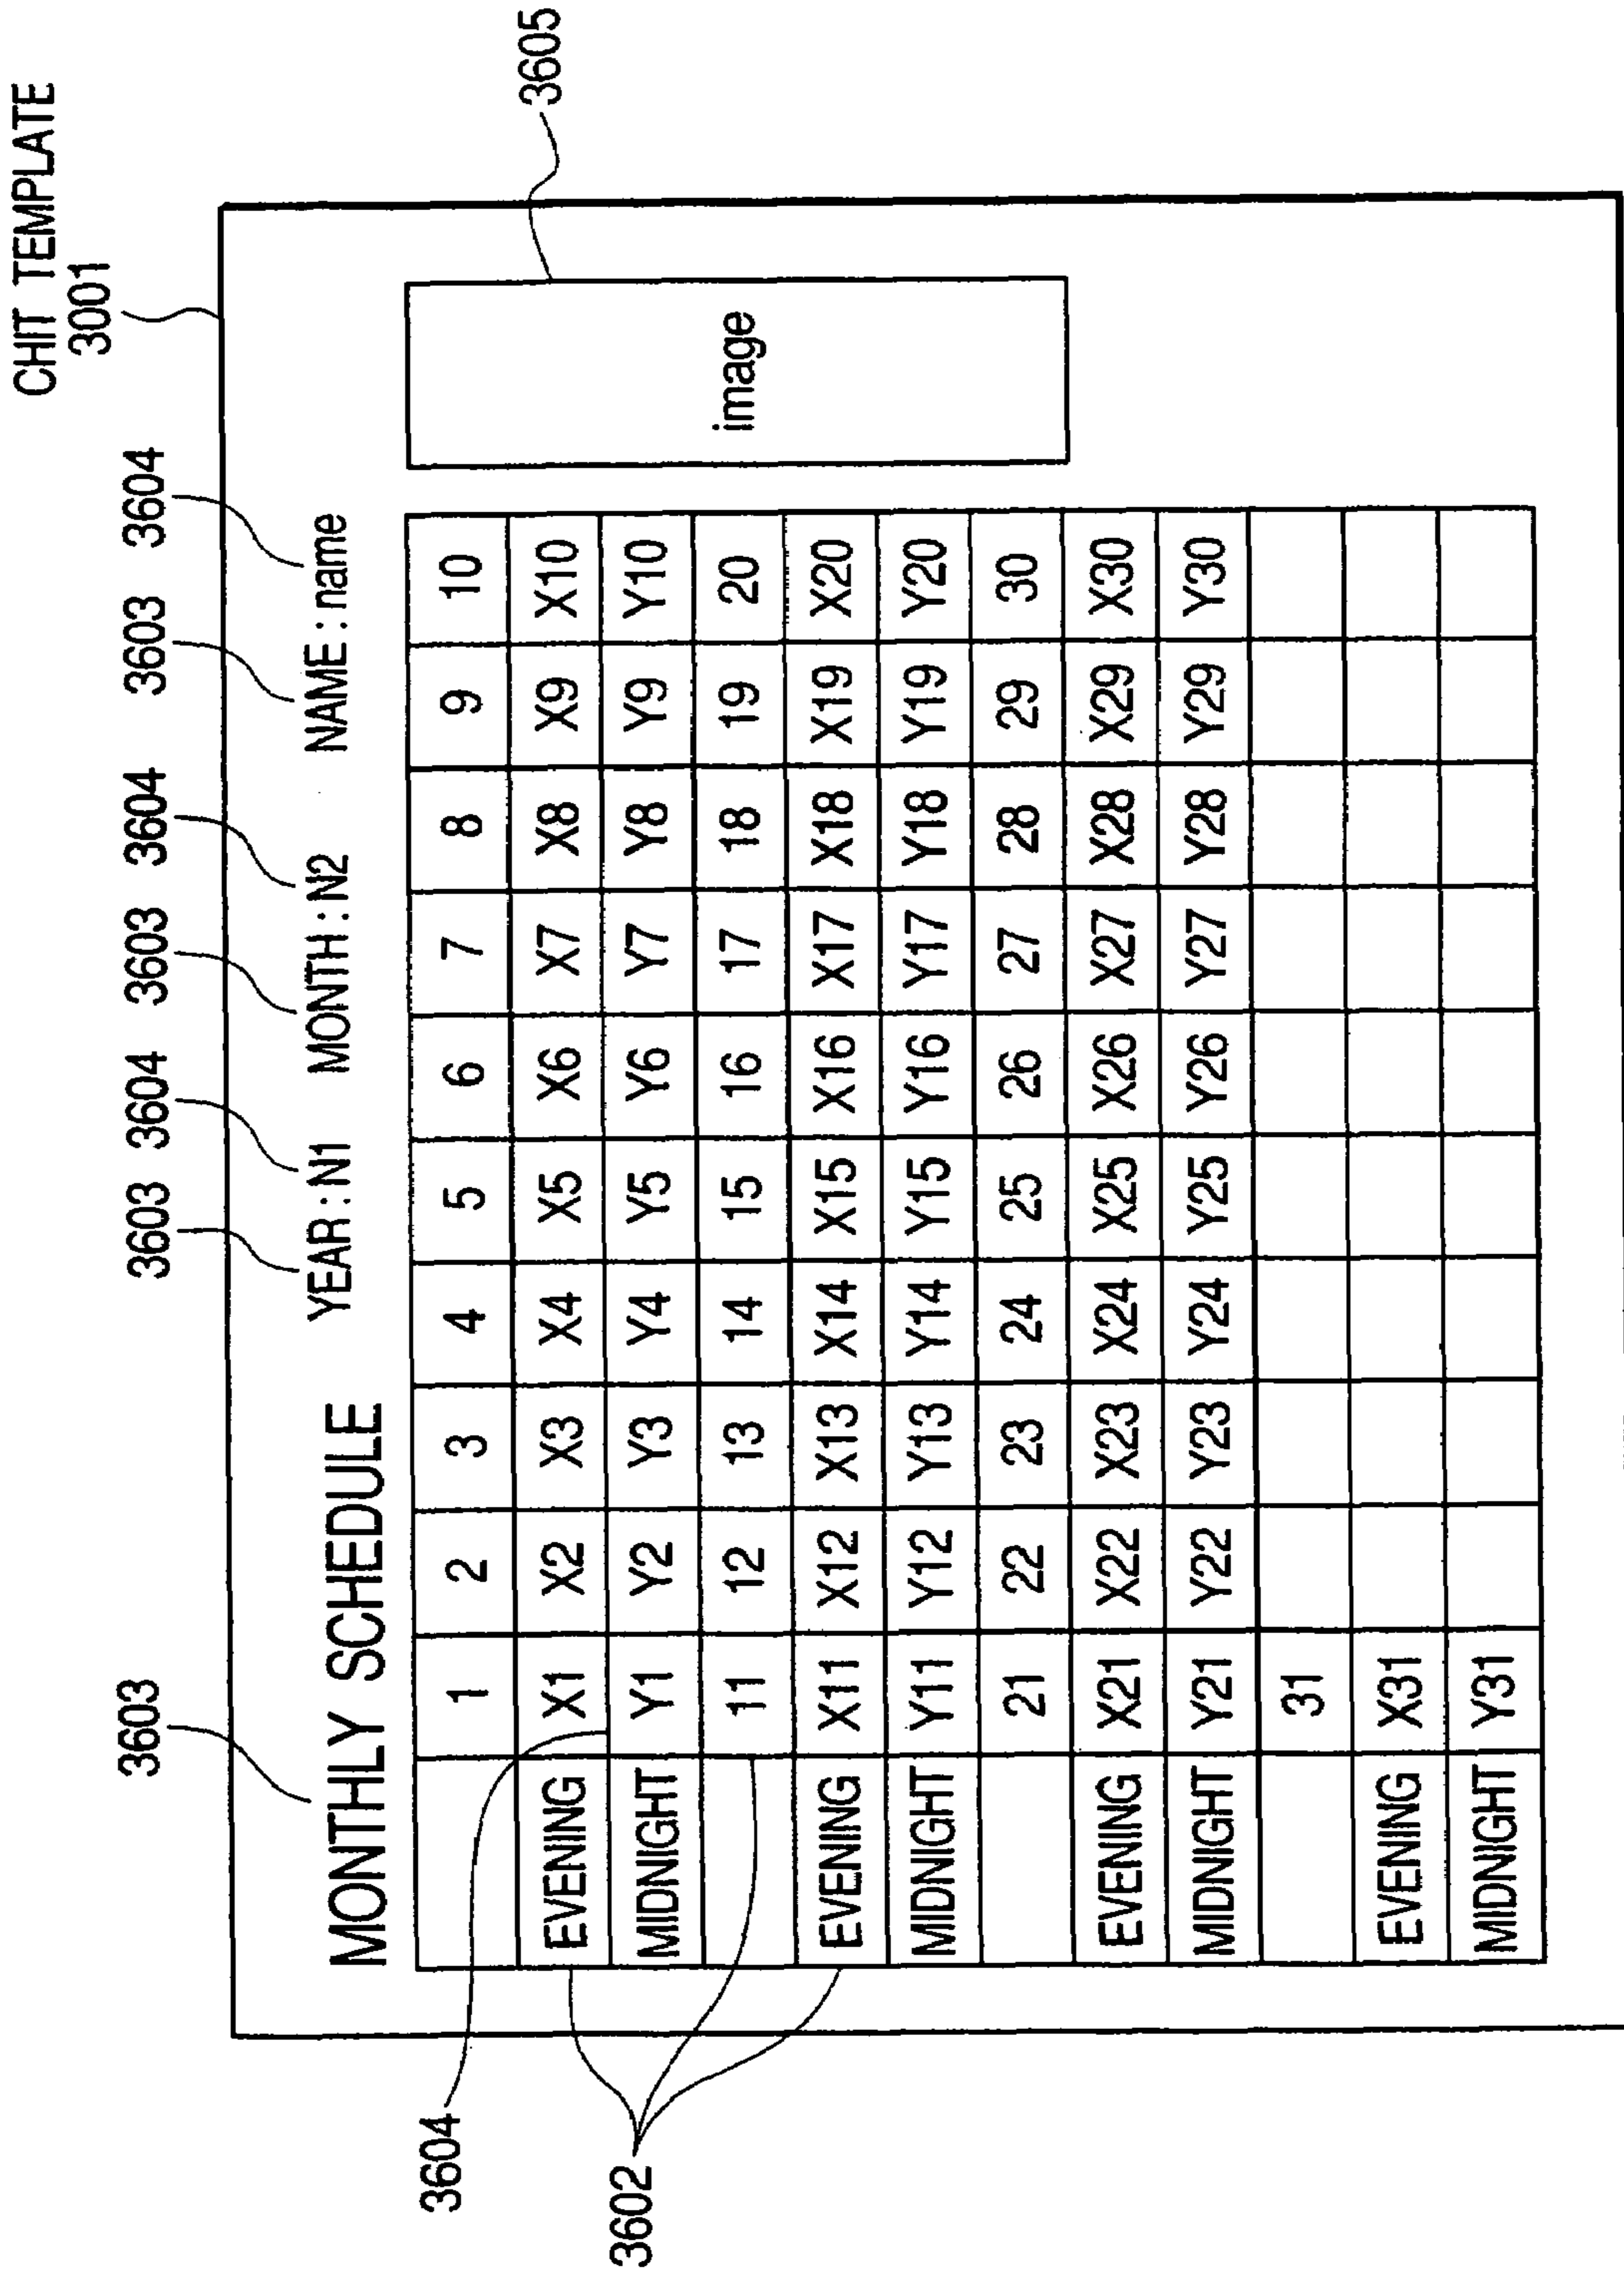 CHIT TEMPLATE
3001
3603 3603 3604 3603 3604 3603 3604
MONTHLY SCHEDULE YEAR:N1 MONTH:N2 NAME:name
1 2 3 4 5 6 7 8 9 10
EVENING X1 X2 X3 X4 X5 X6 X7 X8 X9 X10
MIDNIGHT Y1 Y2 Y3 Y4 Y5 Y6 Y7 Y8 Y9 Y10
11 12 13 14 15 16 17 18 19 20
EVENING X11 X12 X13 X14 X15 X16 X17 X18 X19 X20
MIDNIGHT Y11 Y12 Y13 Y14 Y15 Y16 Y17 Y18 Y19 Y20
21 22 23 24 25 26 27 28 29 30
EVENING X21 X22 X23 X24 X25 X26 X27 X28 X29 X30
MIDNIGHT Y21 Y22 Y23 Y24 Y25 Y26 Y27 Y28 Y29 Y30
31
EVENING X31
MIDNIGHT Y31
image
3605
3604
3602